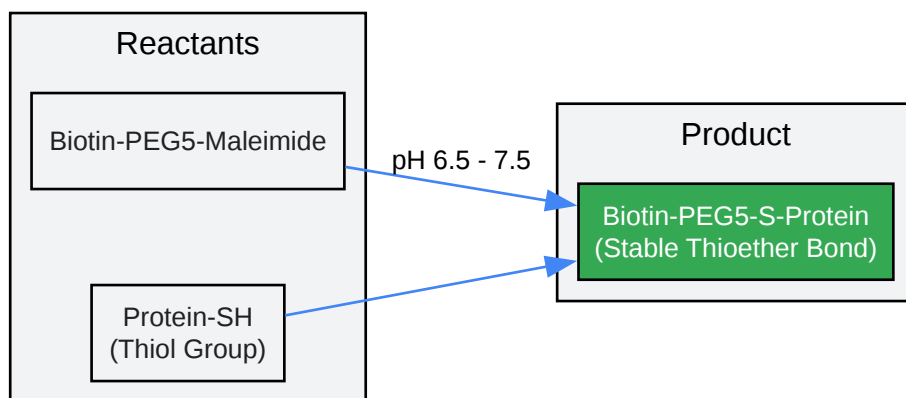 Reactants
Biotin-PEG5-Maleimide
pH 6.5 - 7.5
Protein-SH
(Thiol Group)
Product
Biotin-PEG5-S-Protein
(Stable Thioether Bond)